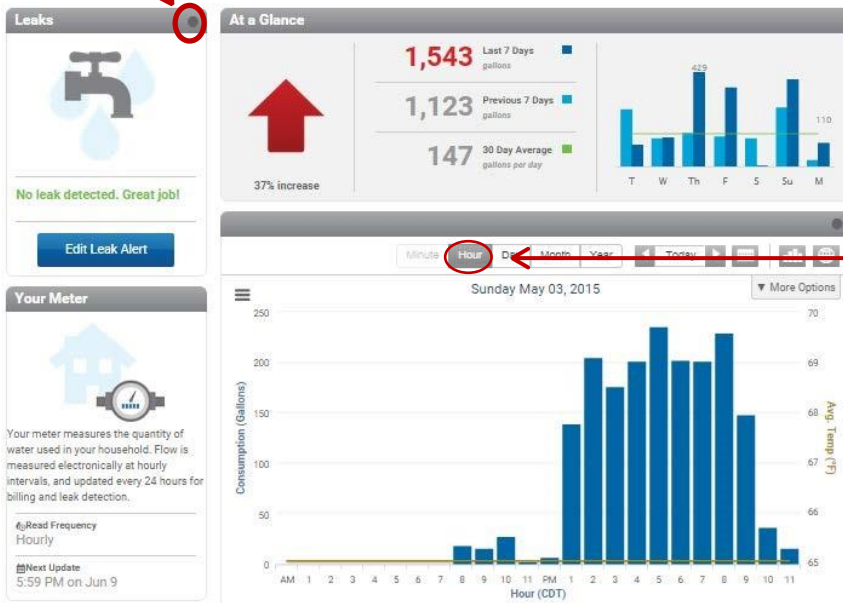 Leaks
No leak detected. Great job!
Edit Leak Alert
Your Meter
Your meter measures the quantity of
water used in your household. Flow is
measured electronically at hourly
intervals, and updated every 24 hours for
billing and leak detection.
Read Frequency
Hourly
Next Update
5:59 PM on Jun 9
At a Glance
37% increase
1,543 Last 7 Days
gallons
1,123 Previous 7 Days
gallons
147 30 Day Average
gallons per day
429
110
T W Th F S Su M
Minute Hour Day Month Year Today
Sunday May 03, 2015
▼ More Options
Consumption (Gallons)
250
200
150
100
50
0
70
69
68
67
66
65
Avg. Temp (°F)
AM 1 2 3 4 5 6 7 8 9 10 11 PM 1 2 3 4 5 6 7 8 9 10 11
Hour (CDT)